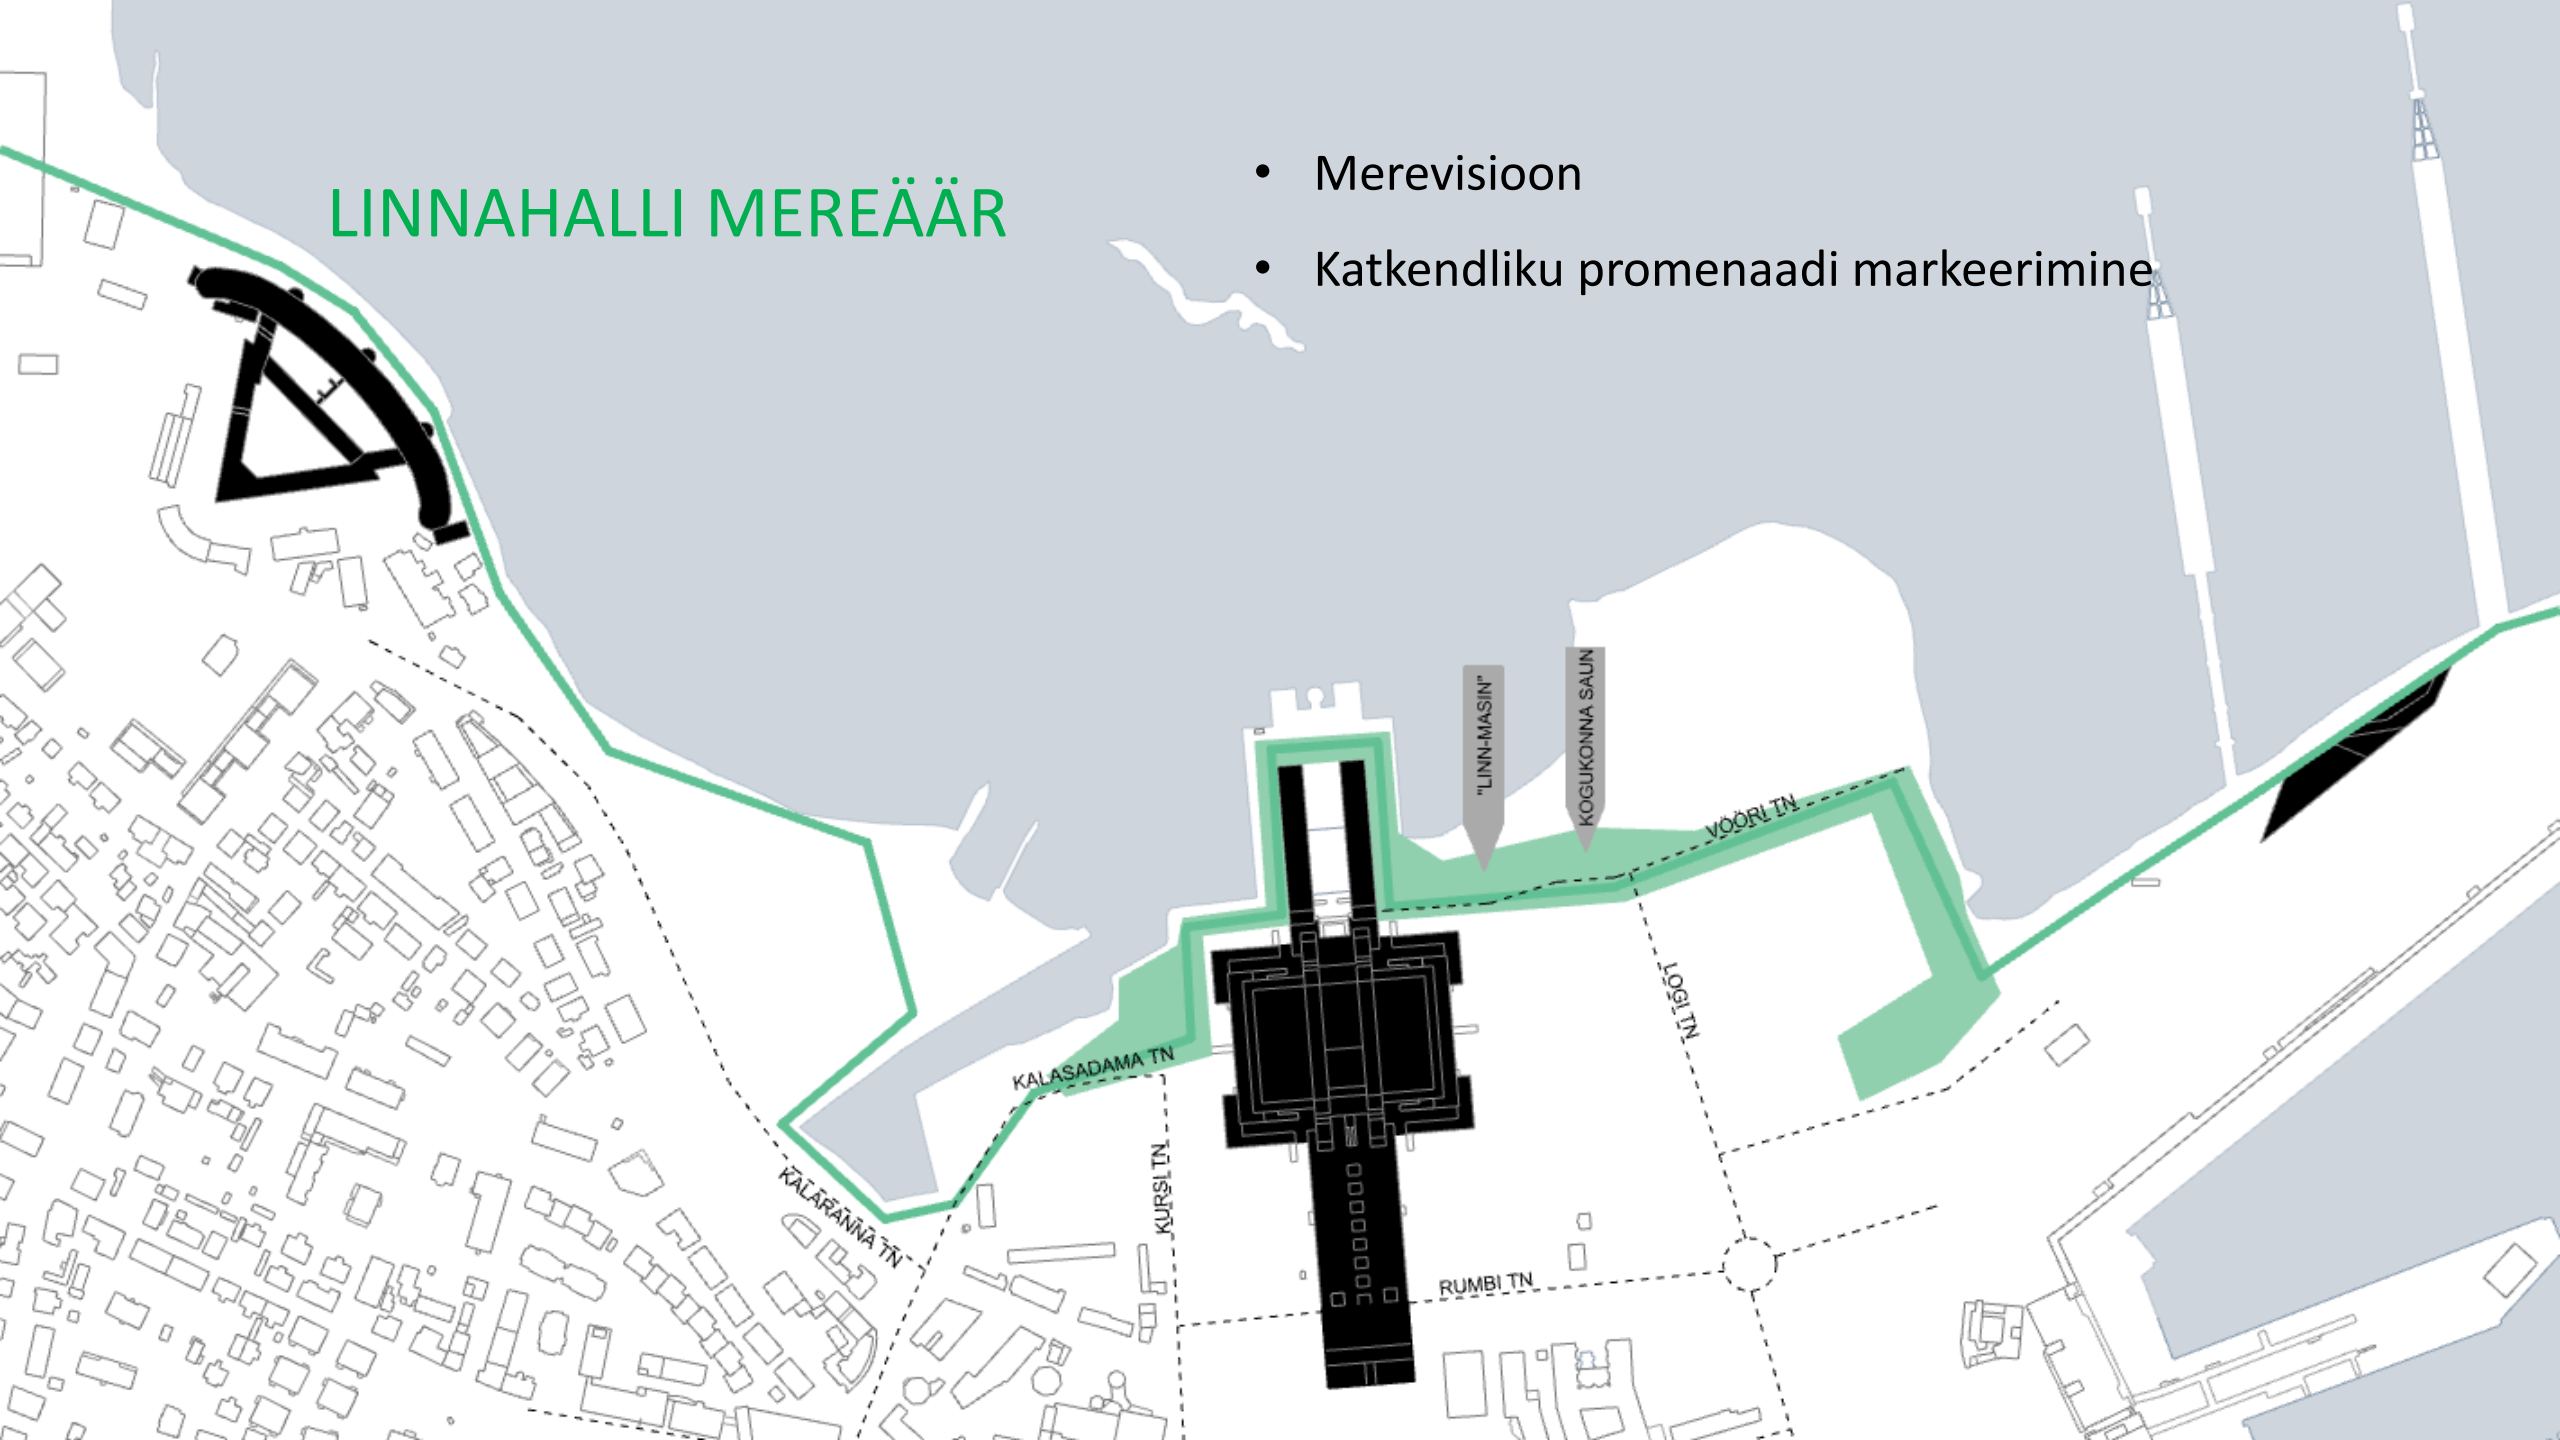 LINNAHALLI MEREÄÄR
• Merevisioon
• Katkendliku promenaadi markeerimine
"LINN-MASIN"
KOGUKONNA SAUN
VÖÖRI TN
LOGI TN
KALASADAMA TN
KURSI TN
KALARANNA TN
RUMBI TN